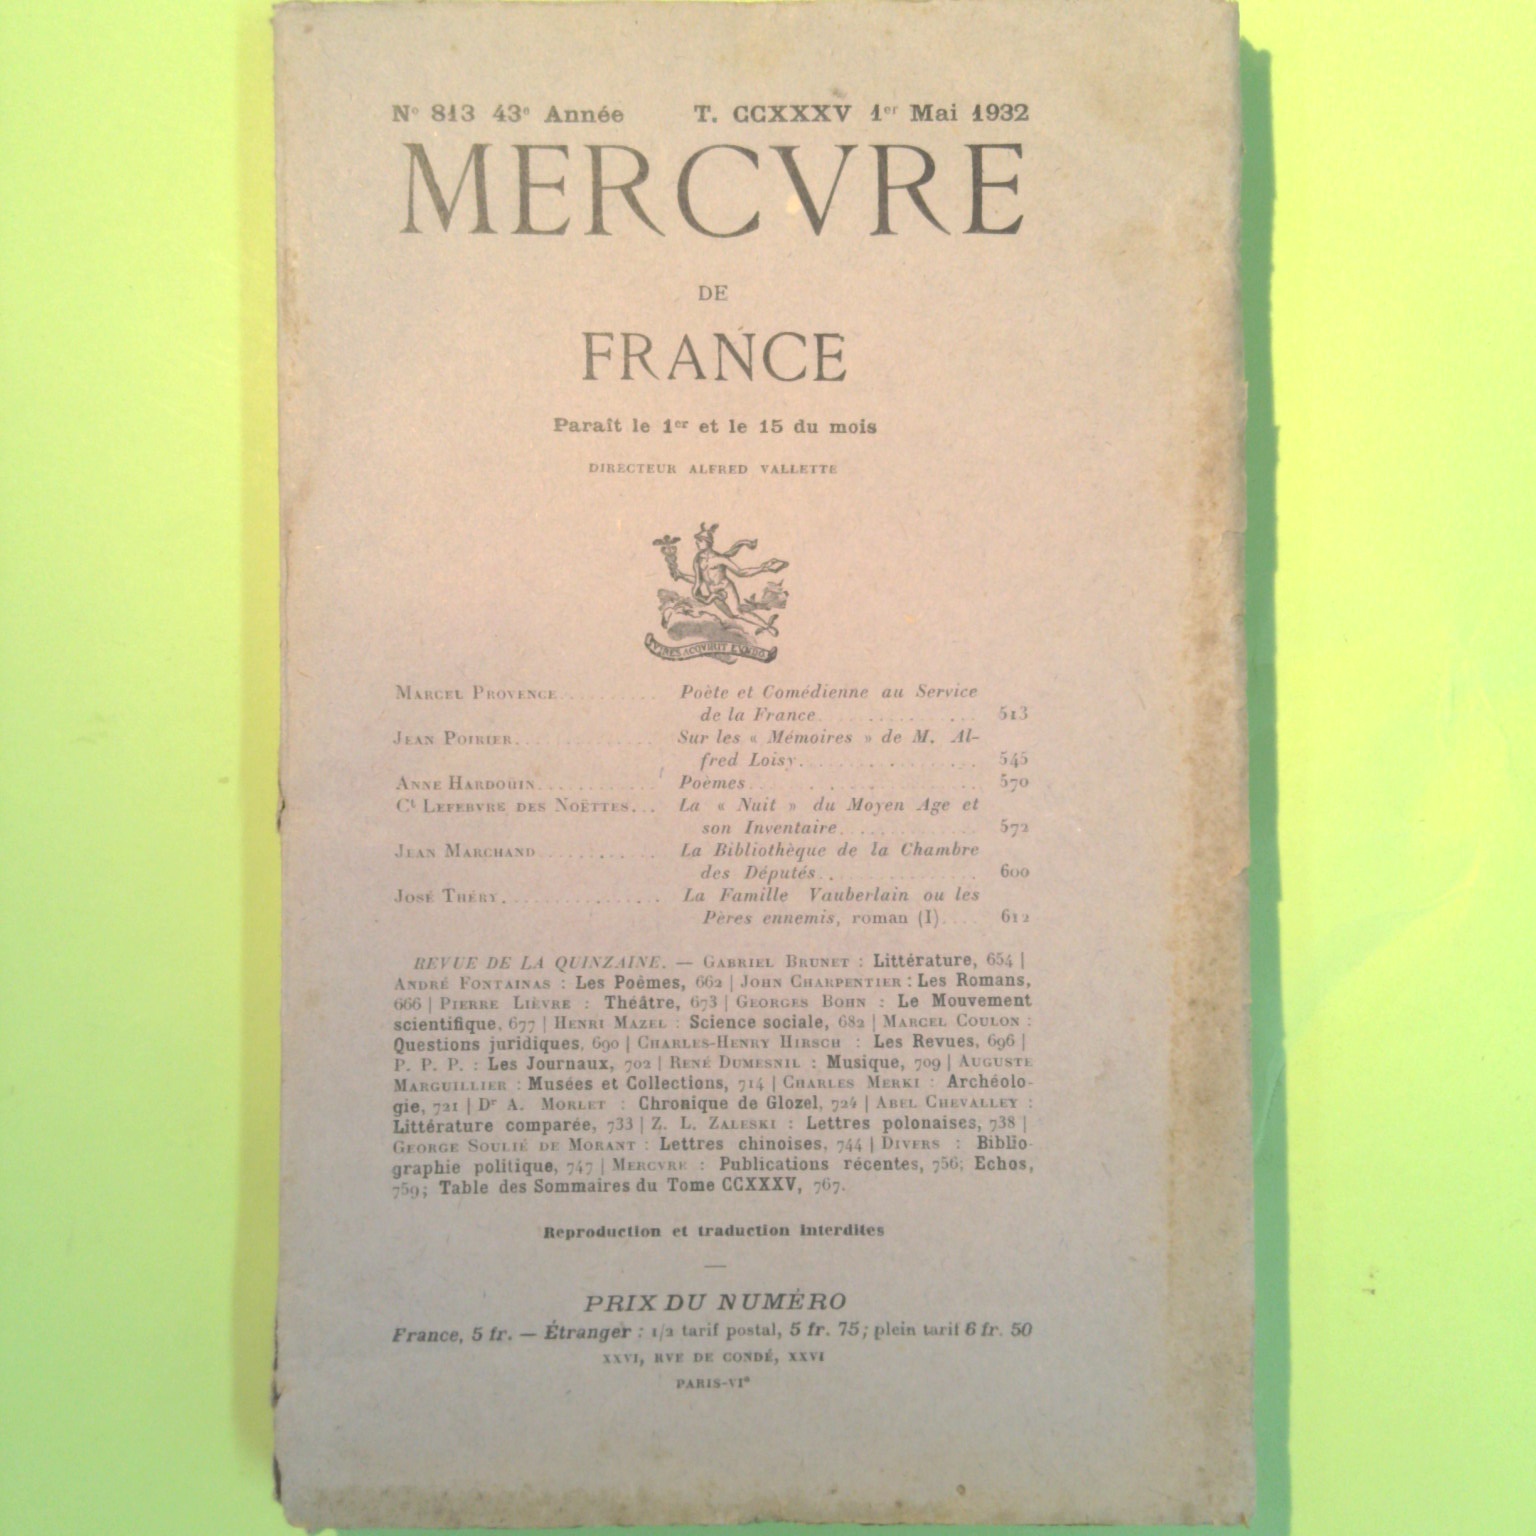 No 813 43e Année T. CCXXXV 1er Mai 1932
MERCVRE
DE
FRANCE
Paraît le 1er et le 15 du mois
DIRECTEUR ALFRED VALLETTE
VIRES ACQVIRIT EVNDO
MARCEL PROVENCE.......... Poète et Comédienne au Service
de la France.............. 513
JEAN POIRIER............. Sur les « Mémoires » de M. Al-
fred Loisy............... 545
ANNE HARDOUIN........... Poèmes.................... 570
Ct LEFEBVRE DES NOËTTES... La « Nuit » du Moyen Age et
son Inventaire............ 572
JEAN MARCHAND........... La Bibliothèque de la Chambre
des Députés.............. 600
JOSÉ THÉRY............... La Famille Vauberlain ou les
Pères ennemis, roman (I).... 612
REVUE DE LA QUINZAINE. — GABRIEL BRUNET : Littérature, 654 |
ANDRÉ FONTAINAS : Les Poèmes, 662 | JOHN CHARPENTIER : Les Romans,
666 | PIERRE LIÈVRE : Théâtre, 673 | GEORGES BOHN : Le Mouvement
scientifique, 677 | HENRI MAZEL : Science sociale, 682 | MARCEL COULON :
Questions juridiques, 690 | CHARLES-HENRY HIRSCH : Les Revues, 696 |
P. P. P. : Les Journaux, 702 | RENÉ DUMESNIL : Musique, 709 | AUGUSTE
MARGUILLIER : Musées et Collections, 714 | CHARLES MERKI : Archéolo-
gie, 721 | Dr A. MORLET : Chronique de Glozel, 724 | ABEL CHEVALLEY :
Littérature comparée, 733 | Z. L. ZALESKI : Lettres polonaises, 738 |
GEORGE SOULIÉ DE MORANT : Lettres chinoises, 744 | DIVERS : Biblio-
graphie politique, 747 | MERCVRE : Publications récentes, 756; Echos,
759; Table des Sommaires du Tome CCXXXV, 767.
Reproduction et traduction interdites
PRIX DU NUMÉRO
France, 5 fr. — Étranger : 1/2 tarif postal, 5 fr. 75; plein tarif 6 fr. 50
XXVI, RVE DE CONDÉ, XXVI
PARIS-VIe